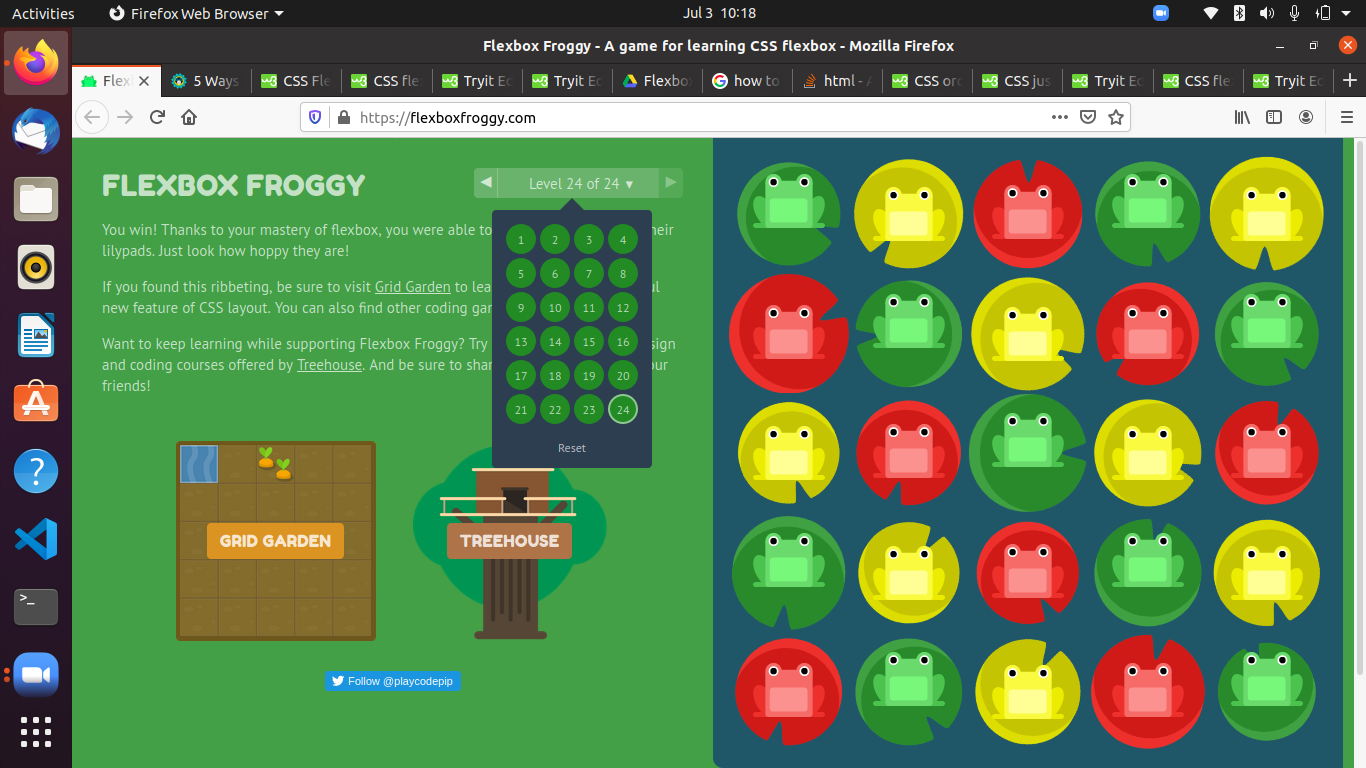 Activities
Firefox Web Browser
Jul 3 10:18
Flexbox Froggy - A game for learning CSS flexbox - Mozilla Firefox
Flex
5 Ways
CSS Fle
CSS fle
Tryit Ed
Tryit Ed
Flexbo
how to
html - A
CSS ord
CSS jus
Tryit Ed
CSS fle
Tryit Ed
https://flexboxfroggy.com
FLEXBOX FROGGY
Level 24 of 24
You win! Thanks to your mastery of flexbox, you were able to
heir
lilypads. Just look how hoppy they are!
If you found this ribbeting, be sure to visit Grid Garden to lea
ul
new feature of CSS layout. You can also find other coding gar
Want to keep learning while supporting Flexbox Froggy? Try
sign
and coding courses offered by Treehouse. And be sure to shar
our
friends!
1 2 3 4
5 6 7 8
9 10 11 12
13 14 15 16
17 18 19 20
21 22 23 24
Reset
GRID GARDEN
TREEHOUSE
Follow @playcodepip